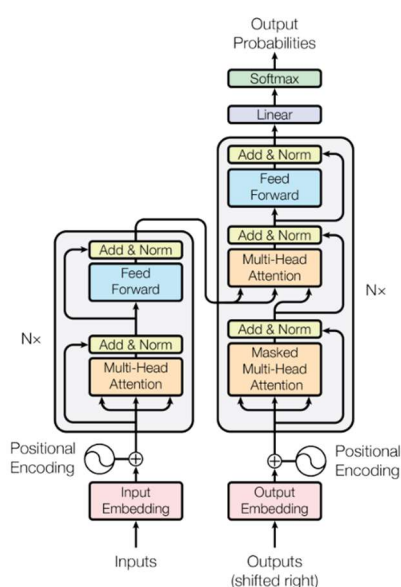 Output
Probabilities
Softmax
Linear
Add & Norm
Feed
Forward
Add & Norm
Multi-Head
Attention
Add & Norm
Masked
Multi-Head
Attention
N×
Add & Norm
Feed
Forward
Add & Norm
Multi-Head
Attention
N×
Positional
Encoding
Positional
Encoding
Input
Embedding
Output
Embedding
Inputs
Outputs
(shifted right)